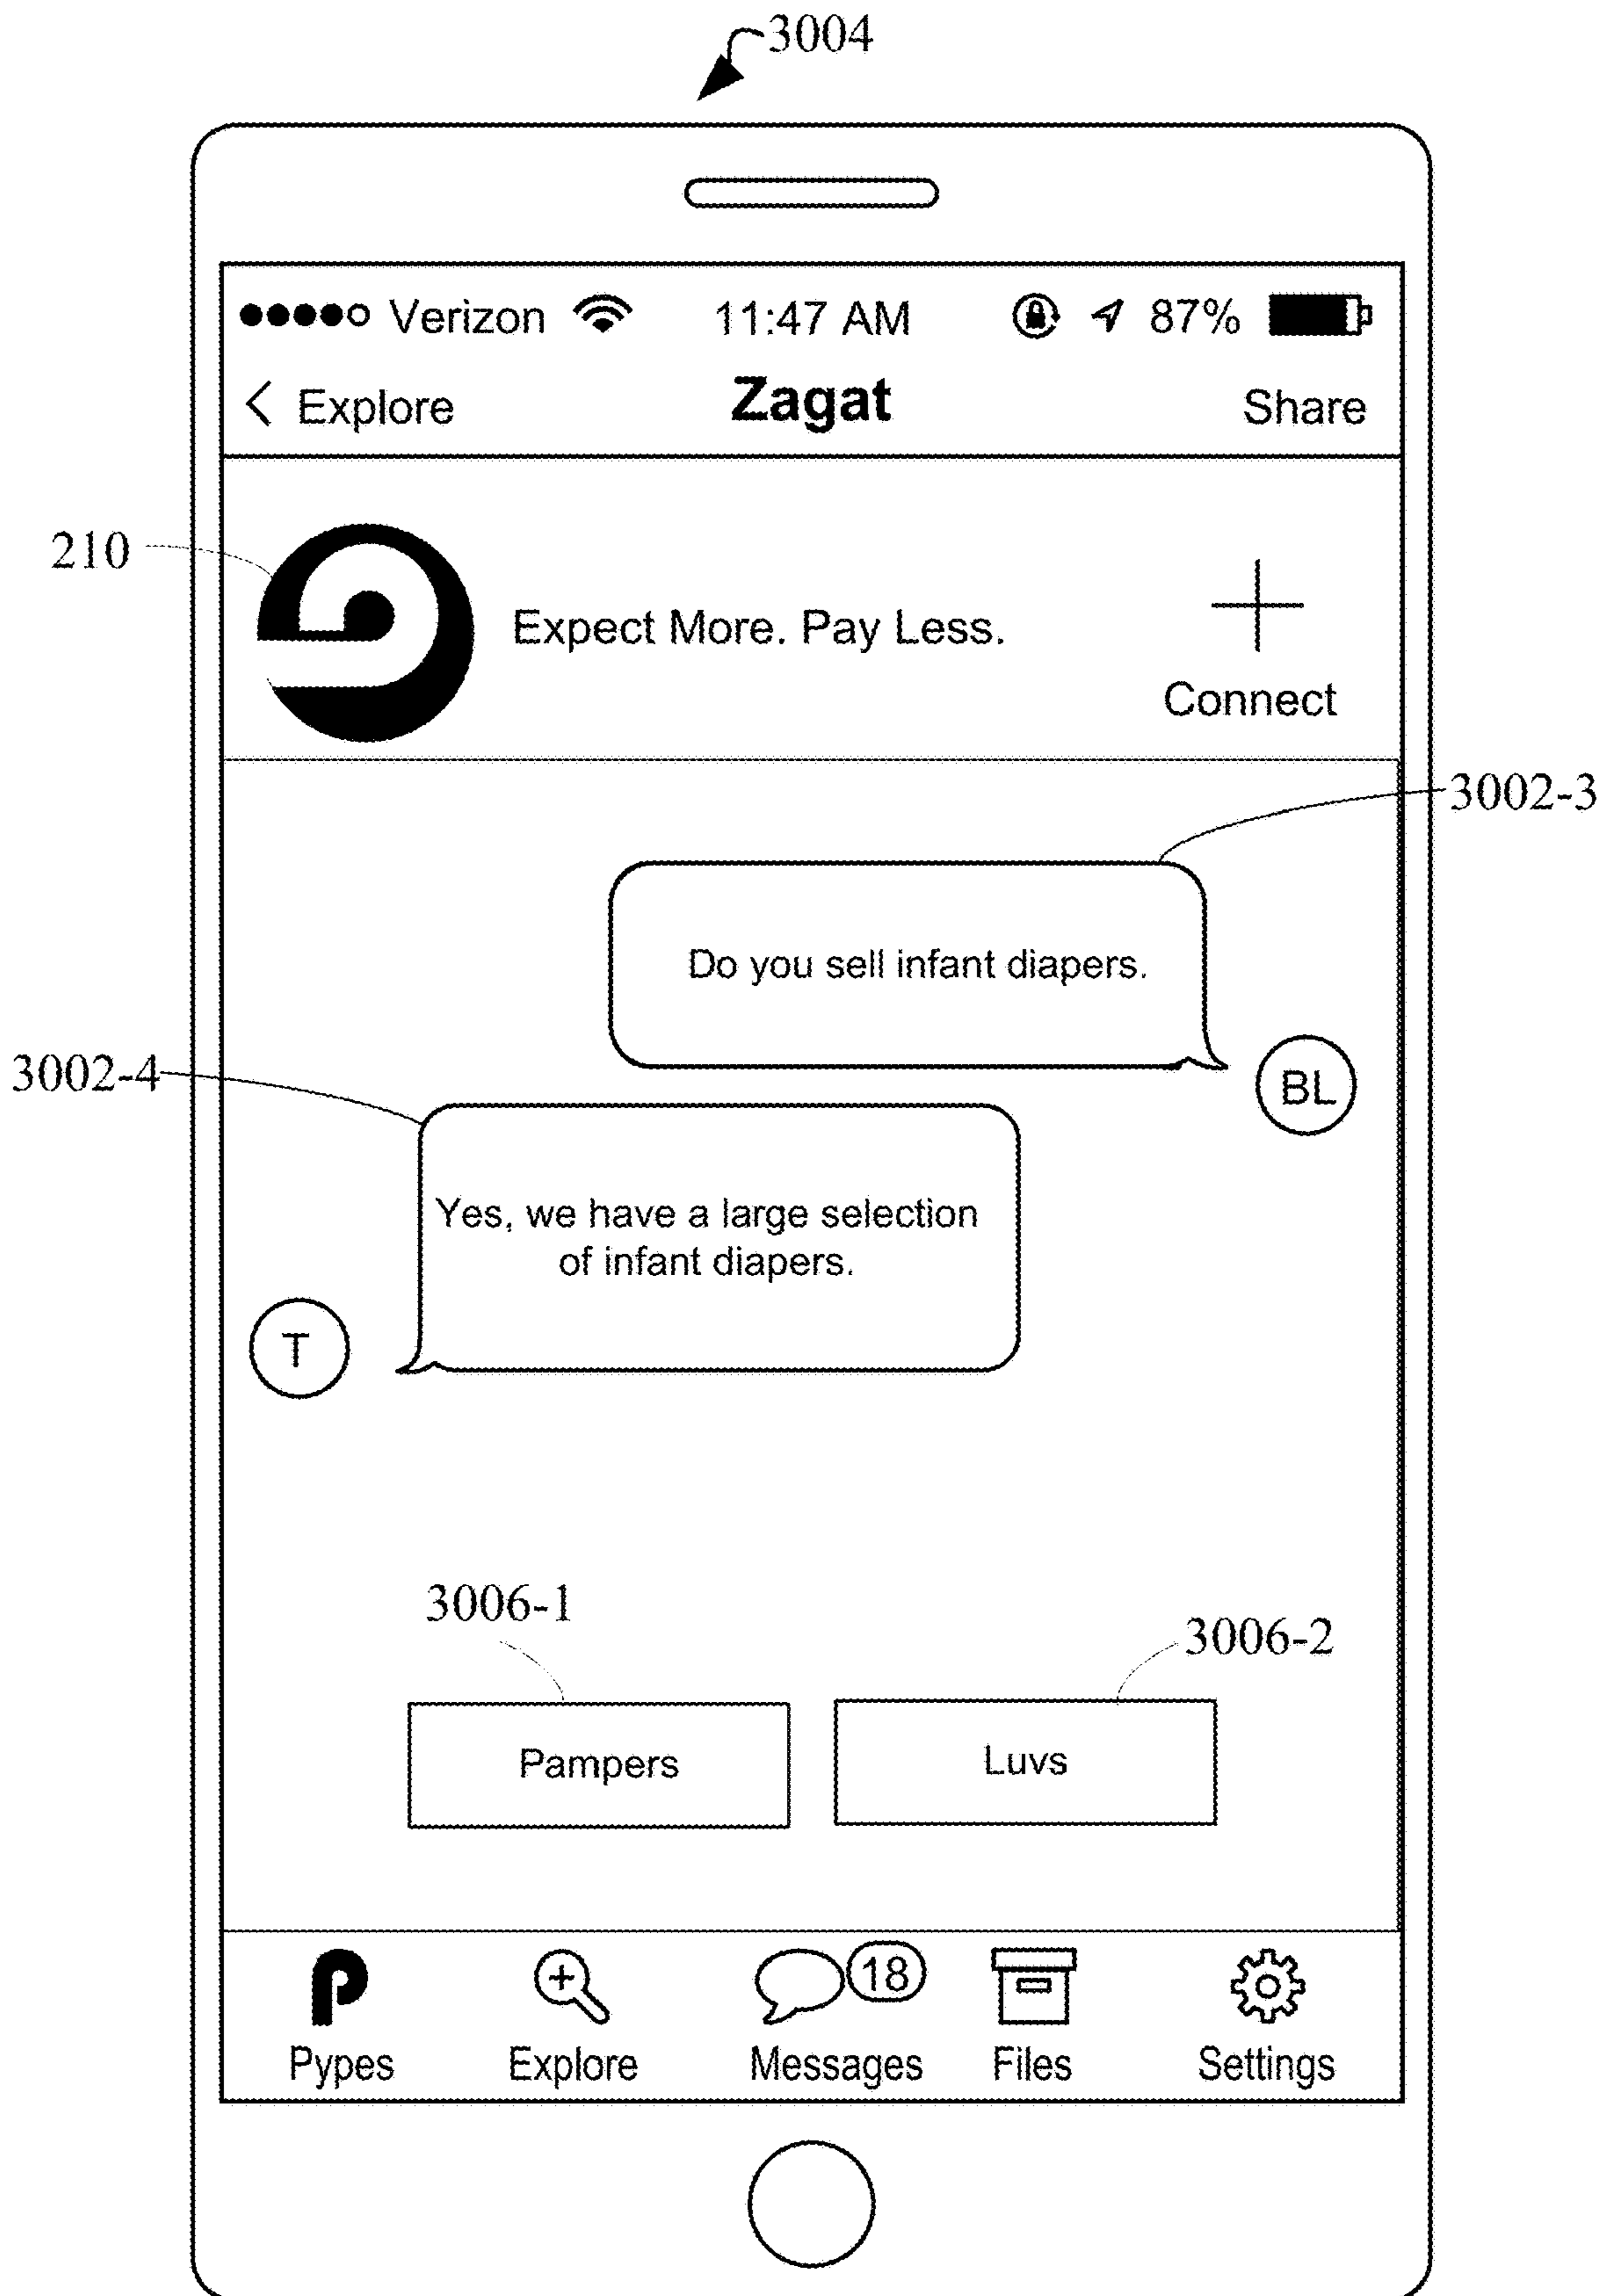 3004
Verizon 11:47 AM 87%
< Explore Zagat Share
210
Expect More. Pay Less.
Connect
3002-3
Do you sell infant diapers.
BL
3002-4
Yes, we have a large selection
of infant diapers.
T
3006-1
3006-2
Pampers Luvs
18
Pypes Explore Messages Files Settings